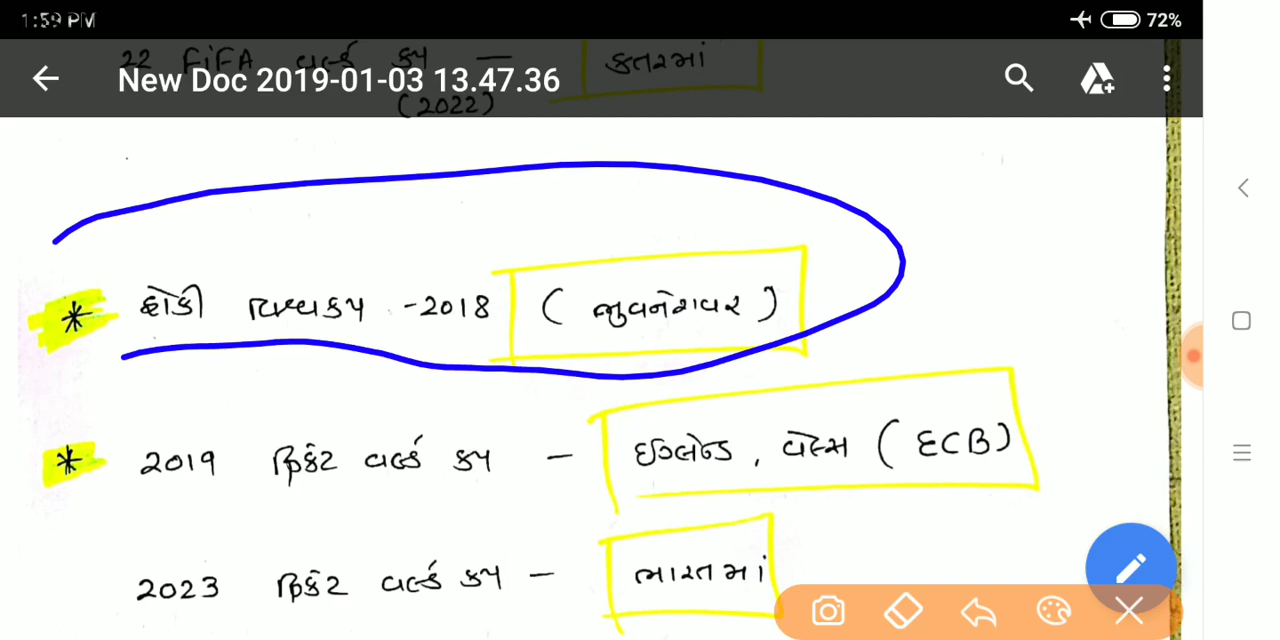 1:59 PM 72%
22 FiFA વર્લ્ડ કપ — કતારમાં
New Doc 2019-01-03 13.47.36
(2022)
* હોકી વિશ્વકપ - 2018 ( ભુવનેશ્વર )
* 2019 ક્રિકેટ વર્લ્ડ કપ — ઈંગ્લેન્ડ, વેલ્સ ( ECB )
2023 ક્રિકેટ વર્લ્ડ કપ — ભારતમાં